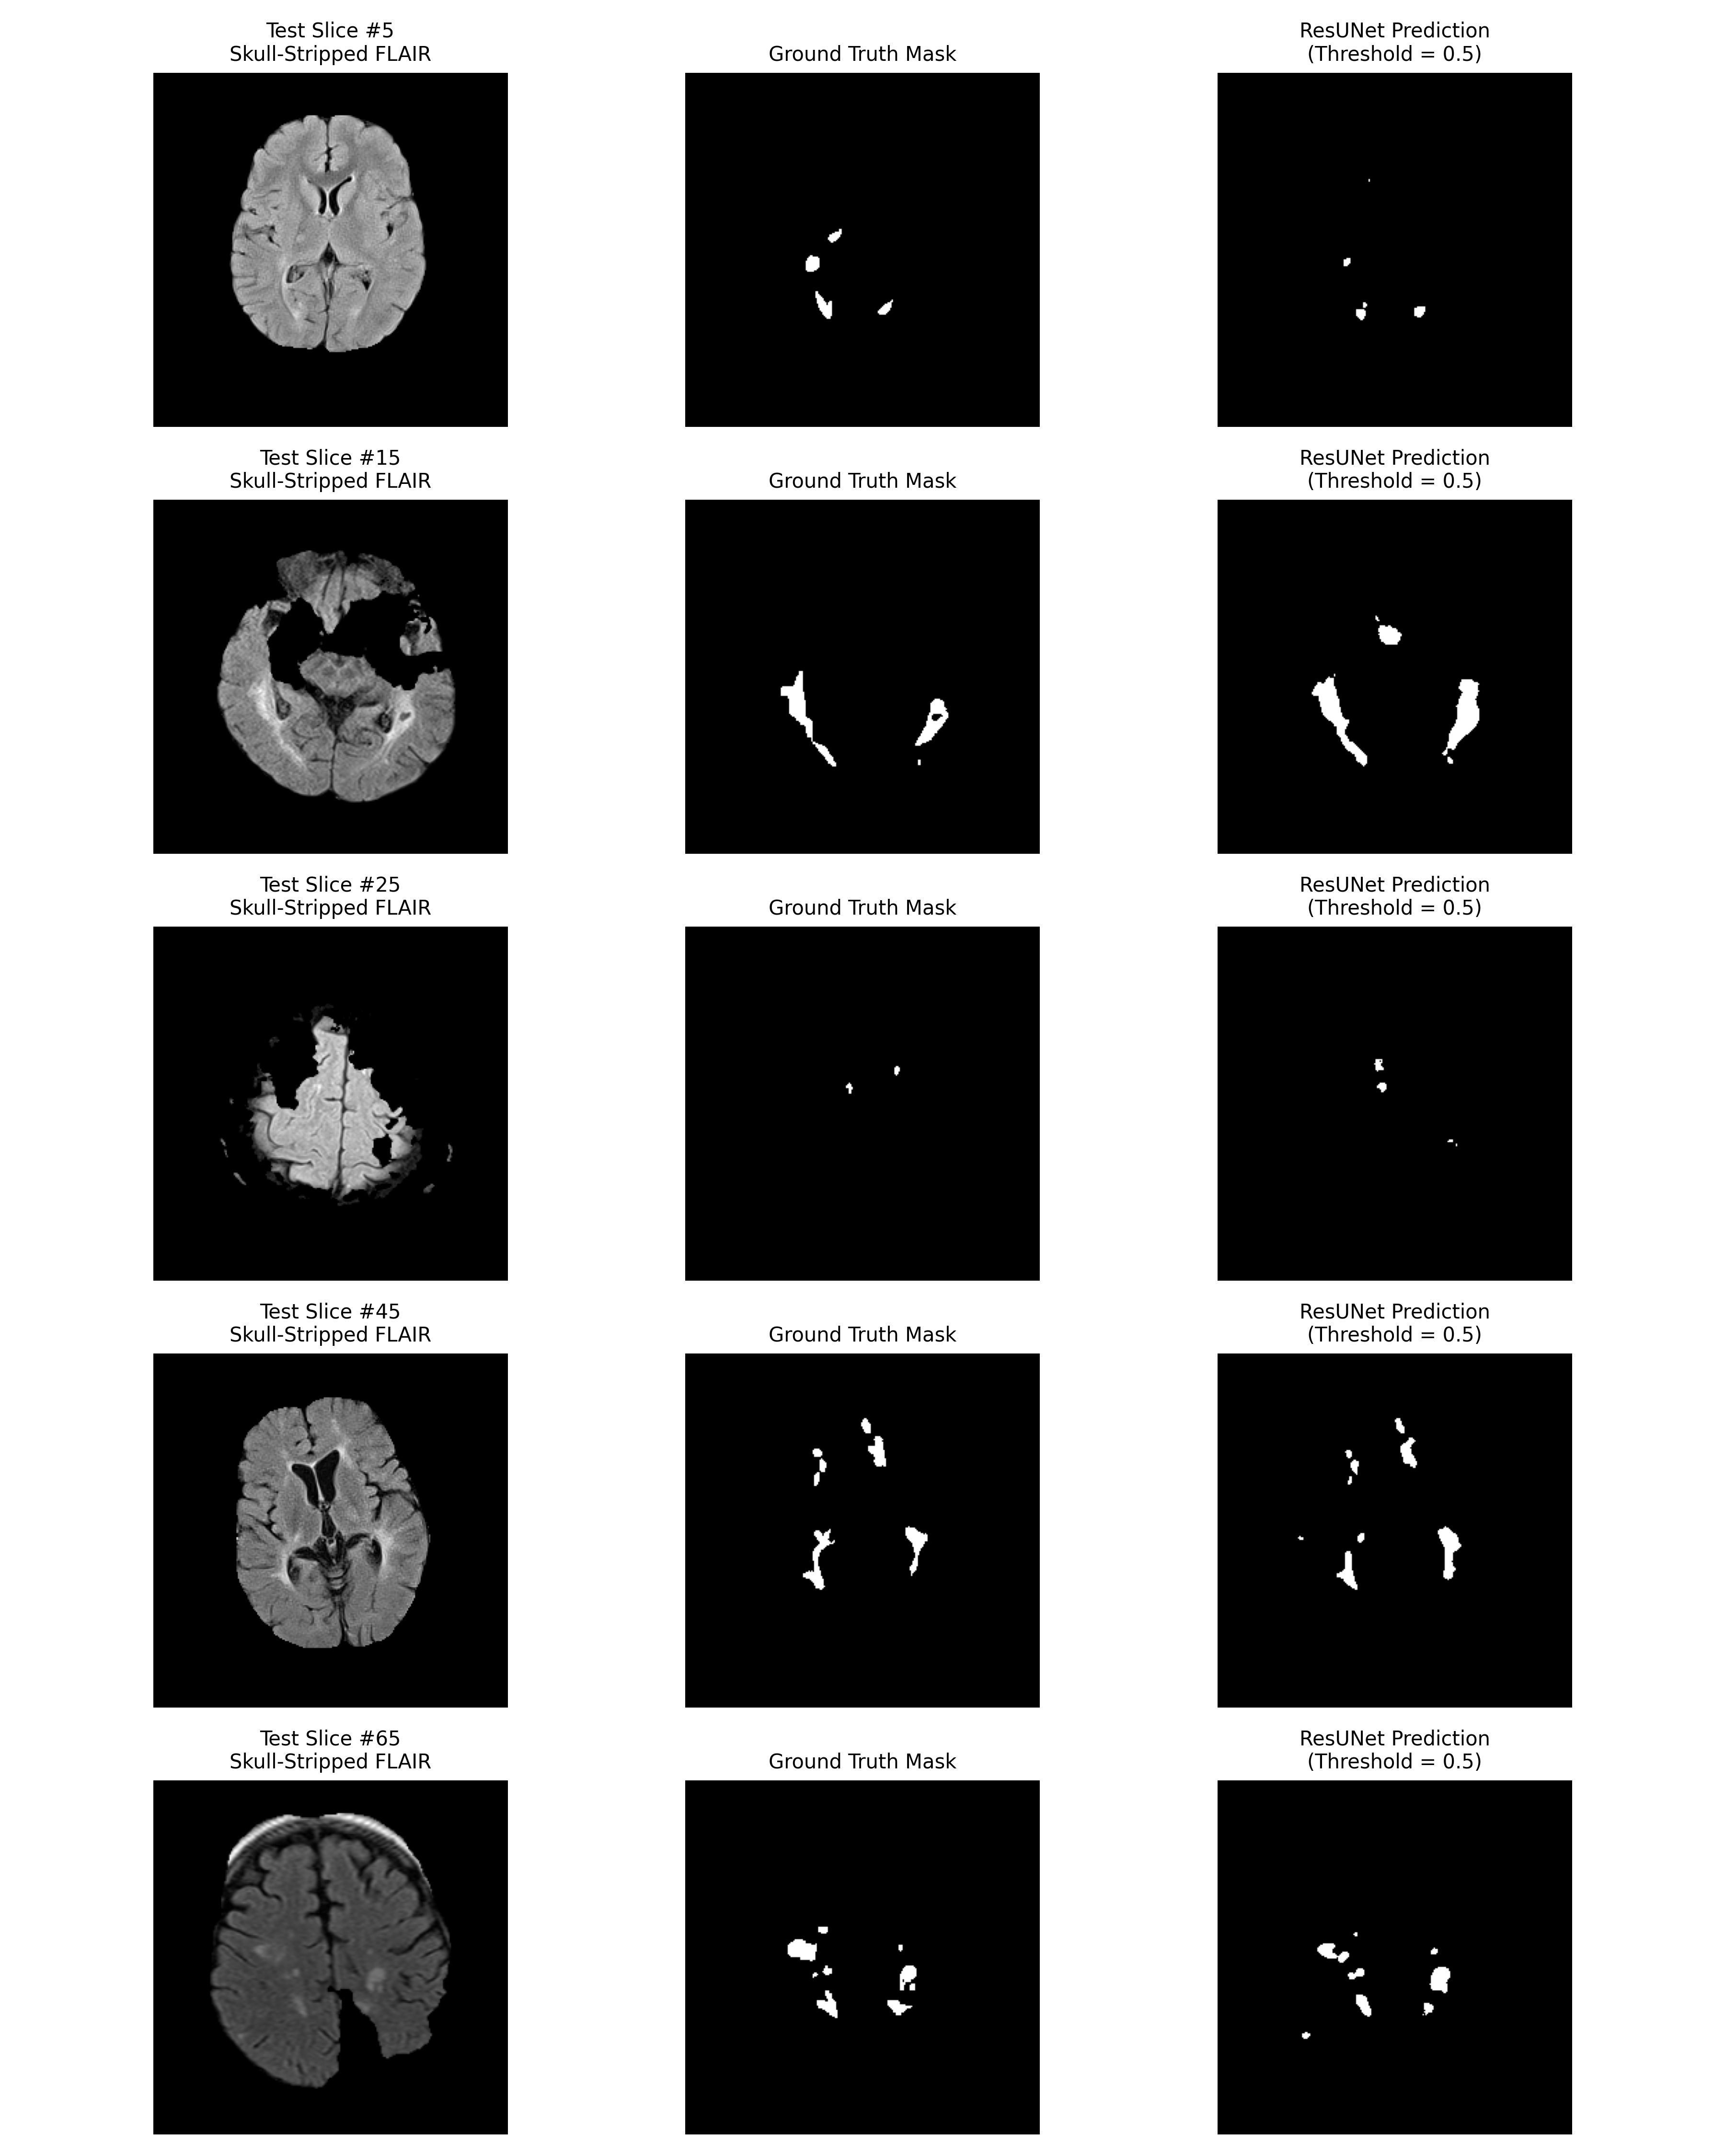 Test Slice #5
Skull-Stripped FLAIR
Ground Truth Mask
ResUNet Prediction
(Threshold = 0.5)
Test Slice #15
Skull-Stripped FLAIR
Ground Truth Mask
ResUNet Prediction
(Threshold = 0.5)
Test Slice #25
Skull-Stripped FLAIR
Ground Truth Mask
ResUNet Prediction
(Threshold = 0.5)
Test Slice #45
Skull-Stripped FLAIR
Ground Truth Mask
ResUNet Prediction
(Threshold = 0.5)
Test Slice #65
Skull-Stripped FLAIR
Ground Truth Mask
ResUNet Prediction
(Threshold = 0.5)